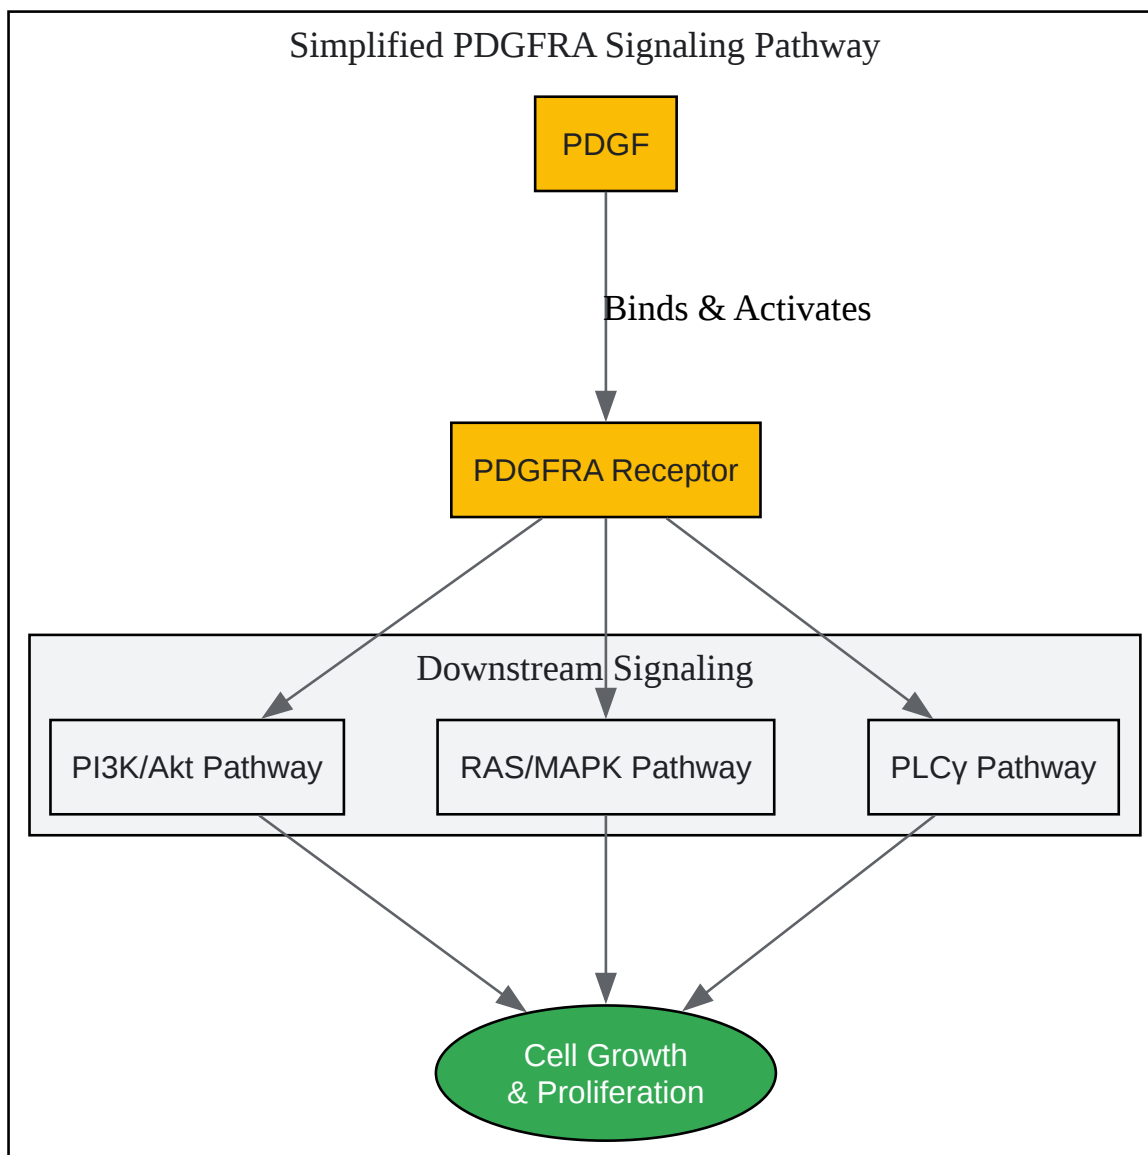 Simplified PDGFRA Signaling Pathway
PDGF
Binds & Activates
PDGFRA Receptor
Downstream Signaling
PI3K/Akt Pathway
RAS/MAPK Pathway
PLCγ Pathway
Cell Growth
& Proliferation